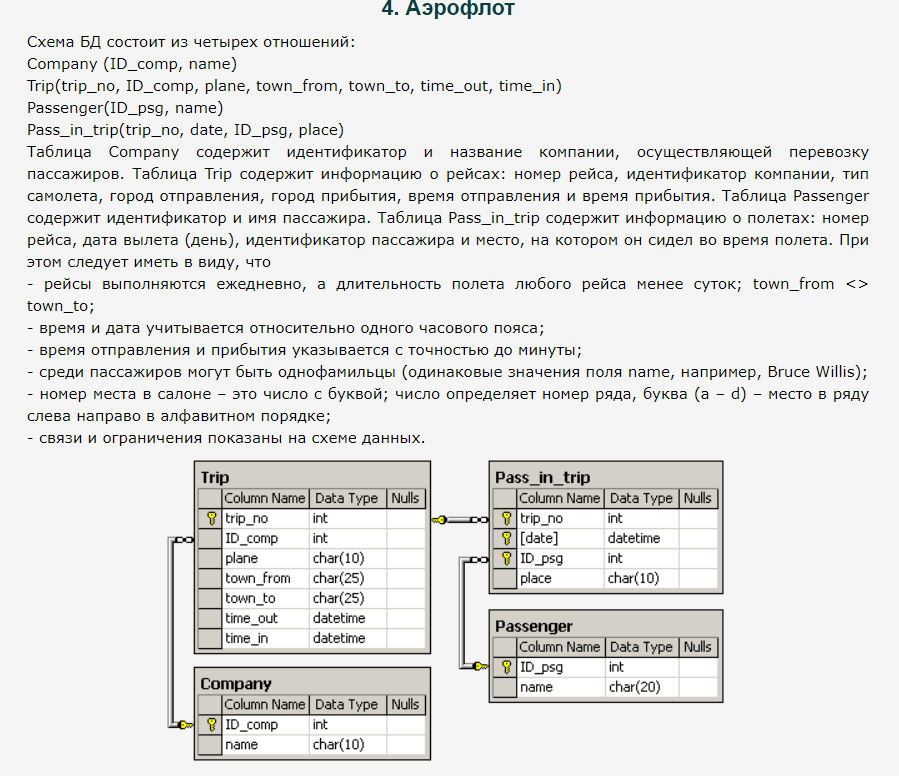 4. Аэрофлот
Схема БД состоит из четырех отношений:
Company (ID_comp, name)
Trip(trip_no, ID_comp, plane, town_from, town_to, time_out, time_in)
Passenger(ID_psg, name)
Pass_in_trip(trip_no, date, ID_psg, place)
Таблица Company содержит идентификатор и название компании, осуществляющей перевозку
пассажиров. Таблица Trip содержит информацию о рейсах: номер рейса, идентификатор компании, тип
самолета, город отправления, город прибытия, время отправления и время прибытия. Таблица Passenger
содержит идентификатор и имя пассажира. Таблица Pass_in_trip содержит информацию о полетах: номер
рейса, дата вылета (день), идентификатор пассажира и место, на котором он сидел во время полета. При
этом следует иметь в виду, что
- рейсы выполняются ежедневно, а длительность полета любого рейса менее суток; town_from <>
town_to;
- время и дата учитывается относительно одного часового пояса;
- время отправления и прибытия указывается с точностью до минуты;
- среди пассажиров могут быть однофамильцы (одинаковые значения поля name, например, Bruce Willis);
- номер места в салоне – это число с буквой; число определяет номер ряда, буква (a – d) – место в ряду
слева направо в алфавитном порядке;
- связи и ограничения показаны на схеме данных.
Trip
Column Name Data Type Nulls
trip_no int
ID_comp int
plane char(10)
town_from char(25)
town_to char(25)
time_out datetime
time_in datetime
Company
Column Name Data Type Nulls
ID_comp int
name char(10)
Pass_in_trip
Column Name Data Type Nulls
trip_no int
[date] datetime
ID_psg int
place char(10)
Passenger
Column Name Data Type Nulls
ID_psg int
name char(20)